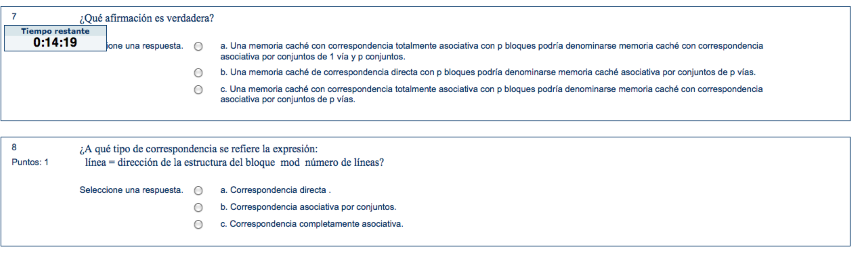 7
¿Qué afirmación es verdadera?
Tiempo restante
0:14:19
ione una respuesta.
a. Una memoria caché con correspondencia totalmente asociativa con p bloques podría denominarse memoria caché con correspondencia
asociativa por conjuntos de 1 vía y p conjuntos.
b. Una memoria caché de correspondencia directa con p bloques podría denominarse memoria caché asociativa por conjuntos de p vías.
c. Una memoria caché con correspondencia totalmente asociativa con p bloques podría denominarse memoria caché con correspondencia
asociativa por conjuntos de p vías.
8
¿A qué tipo de correspondencia se refiere la expresión:
Puntos: 1
línea = dirección de la estructura del bloque mod número de líneas?
Seleccione una respuesta.
a. Correspondencia directa .
b. Correspondencia asociativa por conjuntos.
c. Correspondencia completamente asociativa.